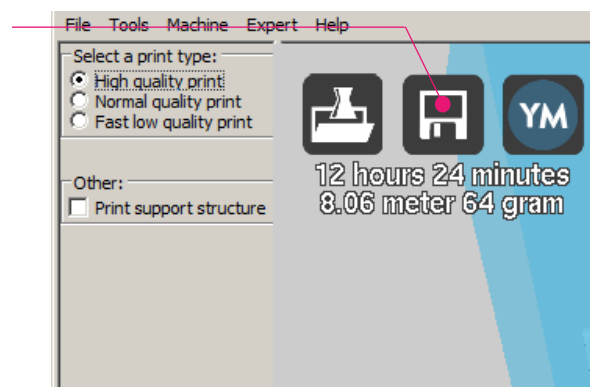 File Tools Machine Expert Help
Select a print type:
High quality print
Normal quality print
Fast low quality print
Other:
Print support structure
YM
12 hours 24 minutes
8.06 meter 64 gram